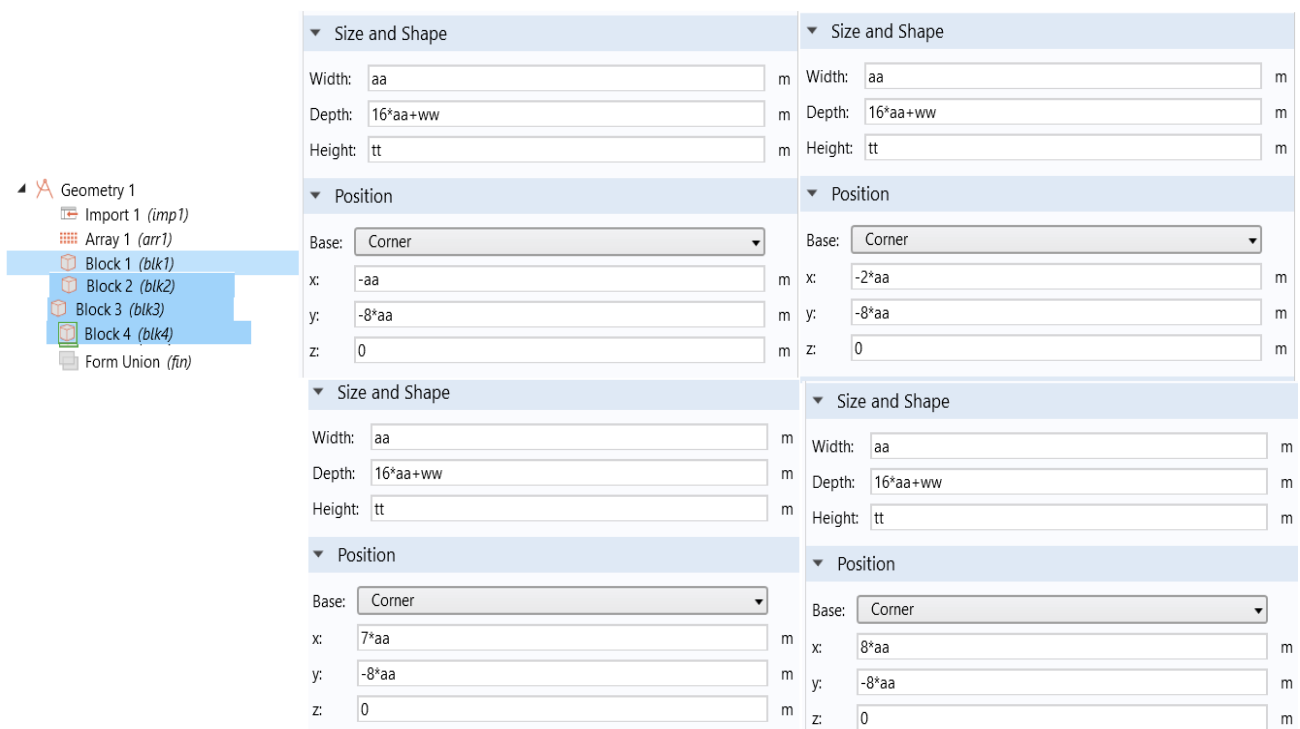 Geometry 1
Import 1 (imp1)
Array 1 (arr1)
Block 1 (blk1)
Block 2 (blk2)
Block 3 (blk3)
Block 4 (blk4)
Form Union (fin)
Size and Shape
Width: aa m
Depth: 16*aa+ww m
Height: tt m
Position
Base: Corner
x: -aa m
y: -8*aa m
z: 0 m
Size and Shape
Width: aa m
Depth: 16*aa+ww m
Height: tt m
Position
Base: Corner
x: -2*aa m
y: -8*aa m
z: 0 m
Size and Shape
Width: aa m
Depth: 16*aa+ww m
Height: tt m
Position
Base: Corner
x: 7*aa m
y: -8*aa m
z: 0 m
Size and Shape
Width: aa m
Depth: 16*aa+ww m
Height: tt m
Position
Base: Corner
x: 8*aa m
y: -8*aa m
z: 0 m